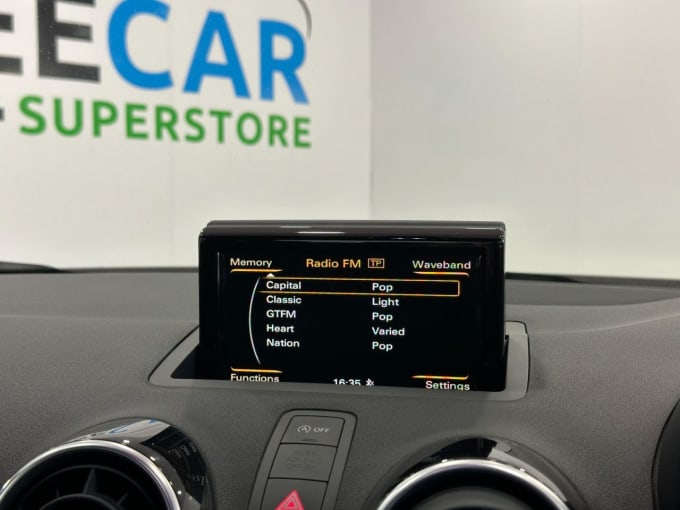 EECAR
SUPERSTORE
Memory Radio FM TP Waveband
Capital Pop
Classic Light
GTFM Pop
Heart Varied
Nation Pop
Functions 16:35 Settings
A OFF